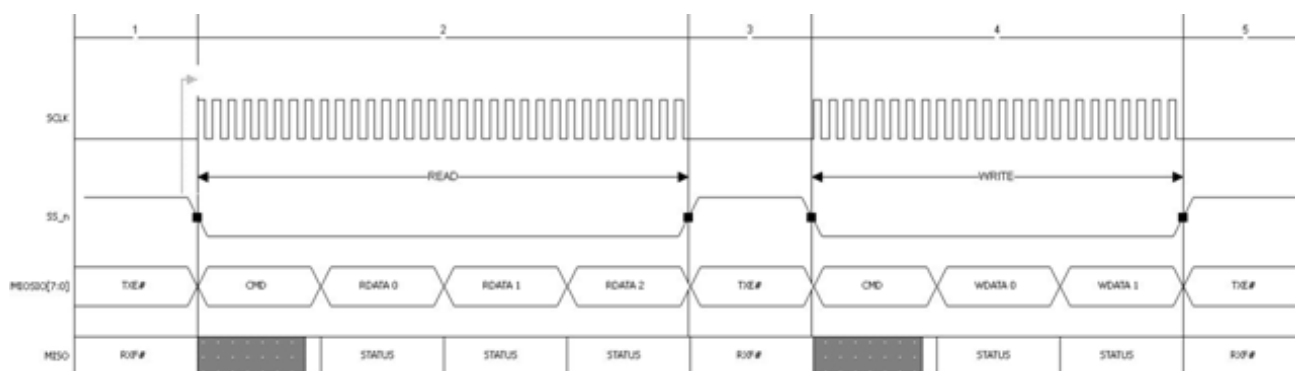 1 2 3 4 5
SCLK
READ WRITE
SS_n
MIOSIO[7:0] TXE# CMD RDATA 0 RDATA 1 RDATA 2 TXE# CMD WDATA 0 WDATA 1 TXE#
MISO RXF# STATUS STATUS STATUS RXF# STATUS STATUS RXF#